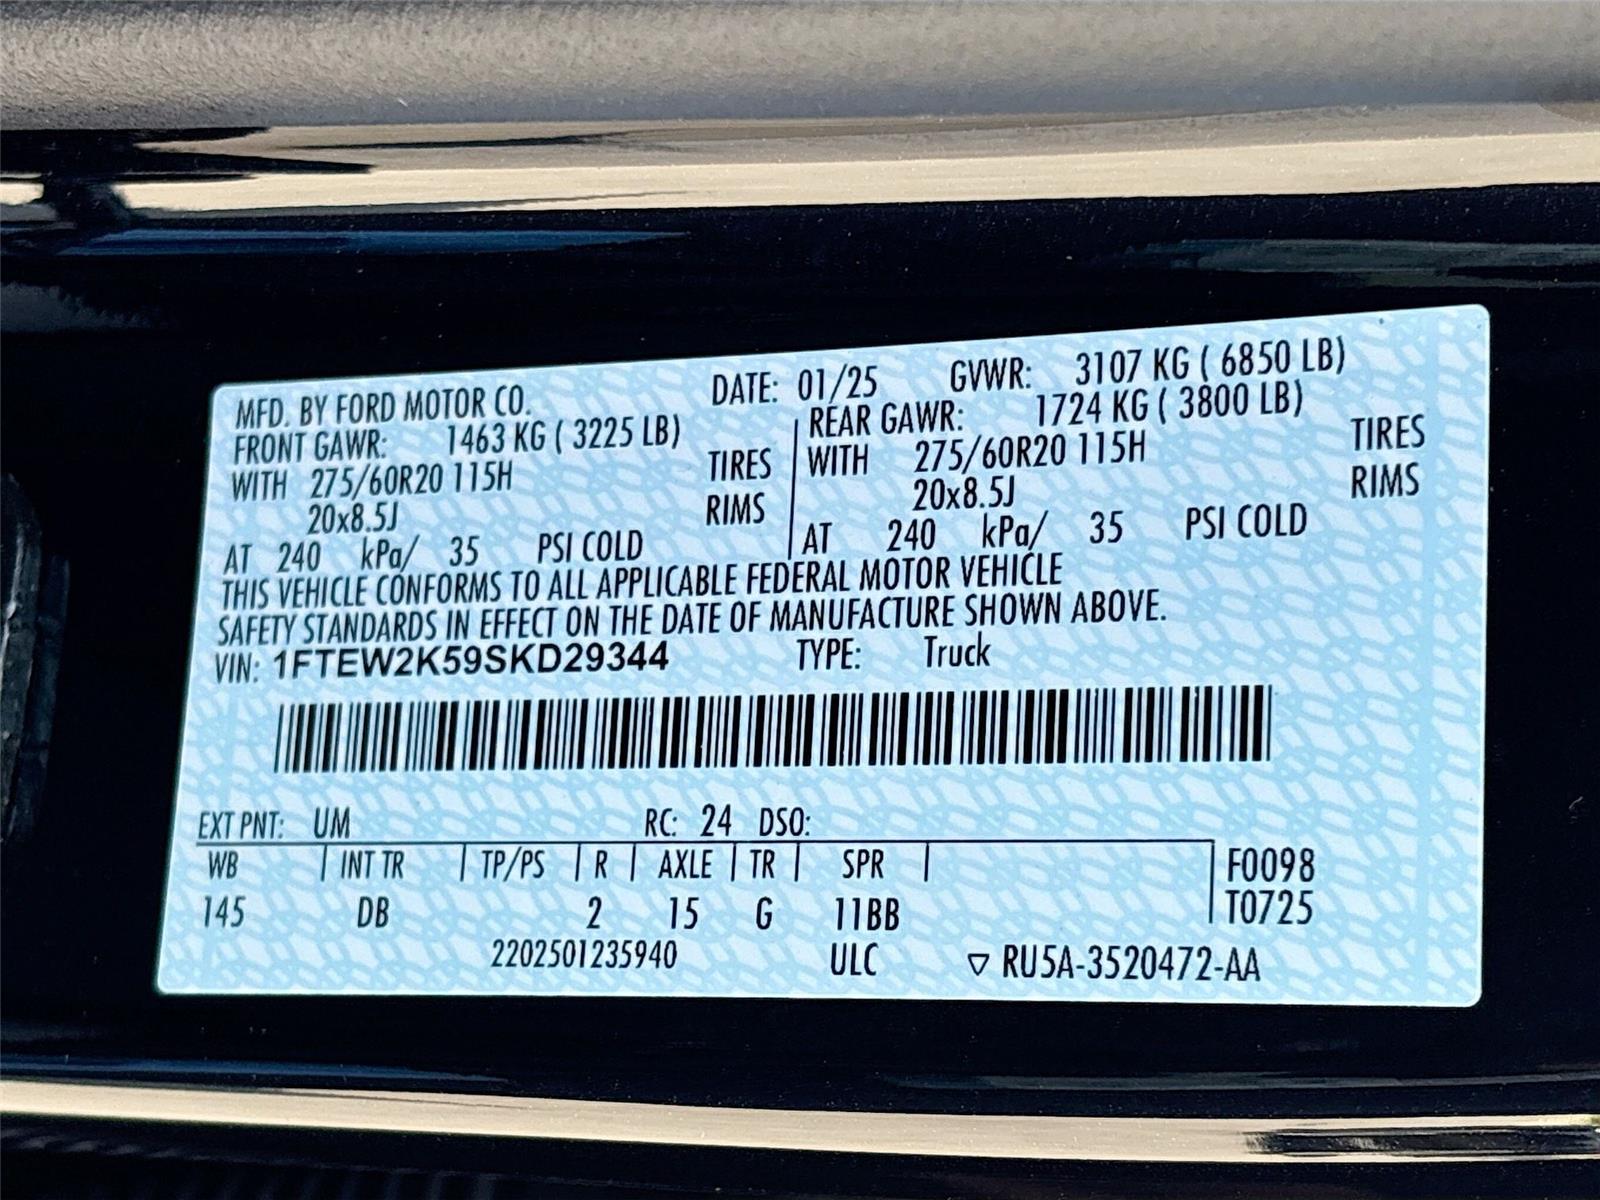 MFD. BY FORD MOTOR CO. DATE: 01/25 GVWR: 3107 KG ( 6850 LB)
FRONT GAWR: 1463 KG ( 3225 LB) REAR GAWR: 1724 KG ( 3800 LB)
WITH 275/60R20 115H TIRES WITH 275/60R20 115H TIRES
20x8.5J RIMS 20x8.5J RIMS
AT 240 kPa/ 35 PSI COLD AT 240 kPa/ 35 PSI COLD
THIS VEHICLE CONFORMS TO ALL APPLICABLE FEDERAL MOTOR VEHICLE
SAFETY STANDARDS IN EFFECT ON THE DATE OF MANUFACTURE SHOWN ABOVE.
VIN: 1FTEW2K59SKD29344 TYPE: Truck
EXT PNT: UM RC: 24 DSO:
WB INT TR TP/PS R AXLE TR SPR F0098
145 DB 2 15 G 11BB T0725
2202501235940 ULC RU5A-3520472-AA